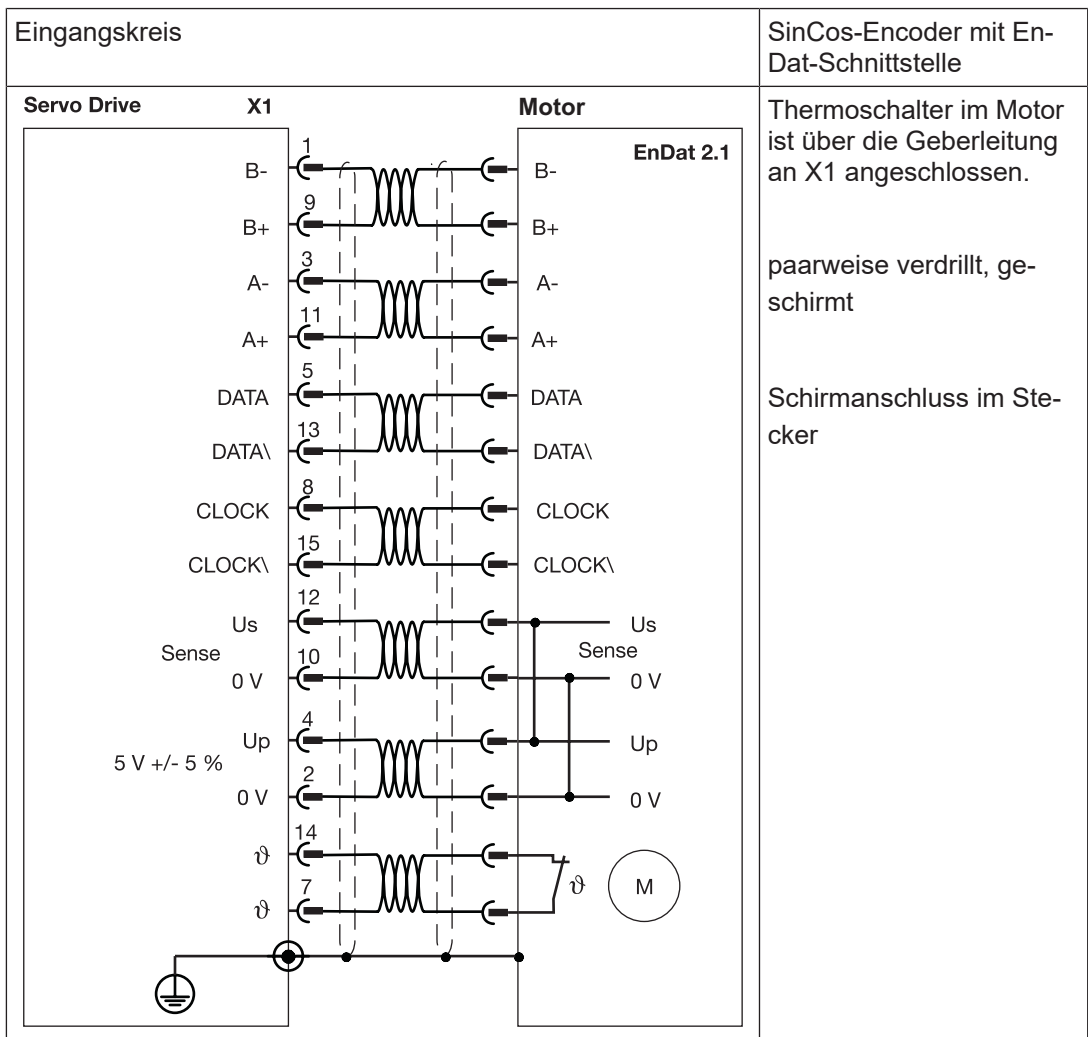 Eingangskreis
SinCos-Encoder mit En-
Dat-Schnittstelle
Servo Drive X1 Motor
EnDat 2.1
1
B- B-
9
B+ B+
3
A- A-
11
A+ A+
5
DATA DATA
13
DATA\ DATA\
8
CLOCK CLOCK
15
CLOCK\ CLOCK\
12
Us Us
Sense Sense
10
0 V 0 V
4
Up Up
5 V +/- 5 %
2
0 V 0 V
14
ϑ
ϑ M
7
ϑ
Thermoschalter im Motor
ist über die Geberleitung
an X1 angeschlossen.
paarweise verdrillt, ge-
schirmt
Schirmanschluss im Ste-
cker